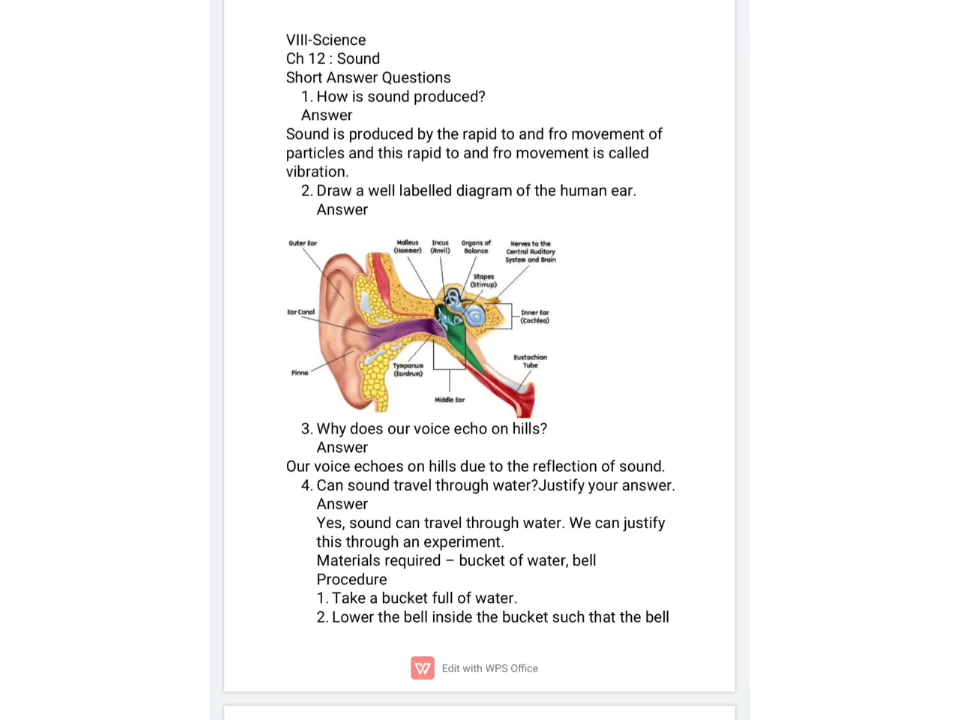 VIII-Science
Ch 12 : Sound
Short Answer Questions
1. How is sound produced?
Answer
Sound is produced by the rapid to and fro movement of
particles and this rapid to and fro movement is called
vibration.
2. Draw a well labelled diagram of the human ear.
Answer
Outer Ear
Malleus
(Hammer)
Incus
(Anvil)
Organs of
Balance
Nerves to the
Central Auditory
System and Brain
Stapes
(Stirrup)
Ear Canal
Inner Ear
(Cochlea)
Eustachian
Tube
Pinna
Tympanum
(Eardrum)
Middle Ear
3. Why does our voice echo on hills?
Answer
Our voice echoes on hills due to the reflection of sound.
4. Can sound travel through water?Justify your answer.
Answer
Yes, sound can travel through water. We can justify
this through an experiment.
Materials required – bucket of water, bell
Procedure
1. Take a bucket full of water.
2. Lower the bell inside the bucket such that the bell
Edit with WPS Office